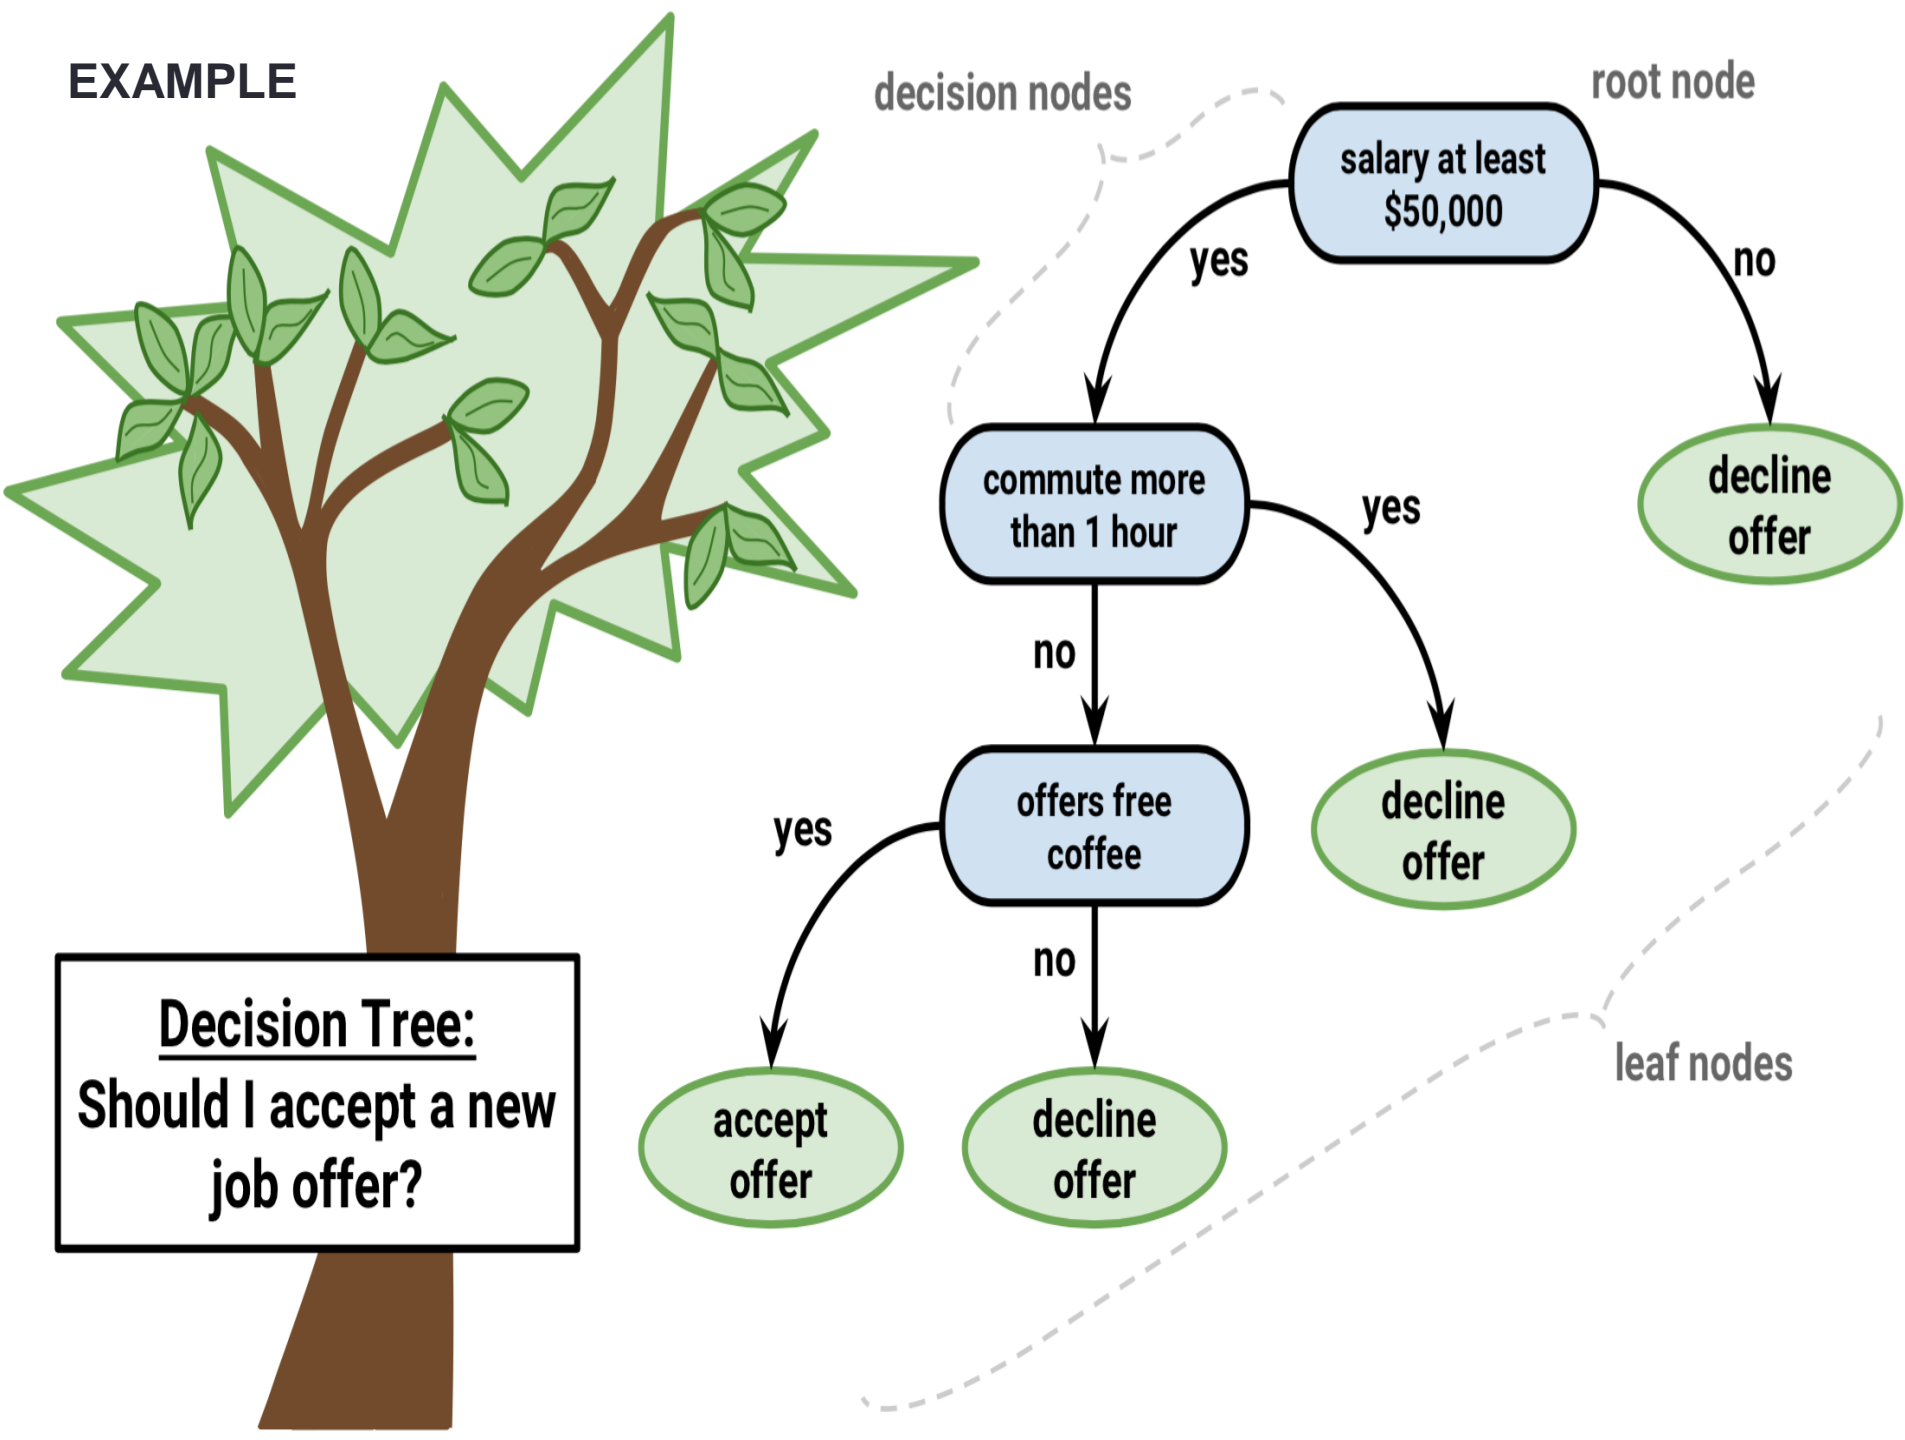 EXAMPLE
decision nodes
root node
salary at least
$50,000
yes
no
commute more
than 1 hour
yes
decline
offer
no
offers free
coffee
decline
offer
yes
no
accept
offer
decline
offer
leaf nodes
Decision Tree:
Should I accept a new
job offer?